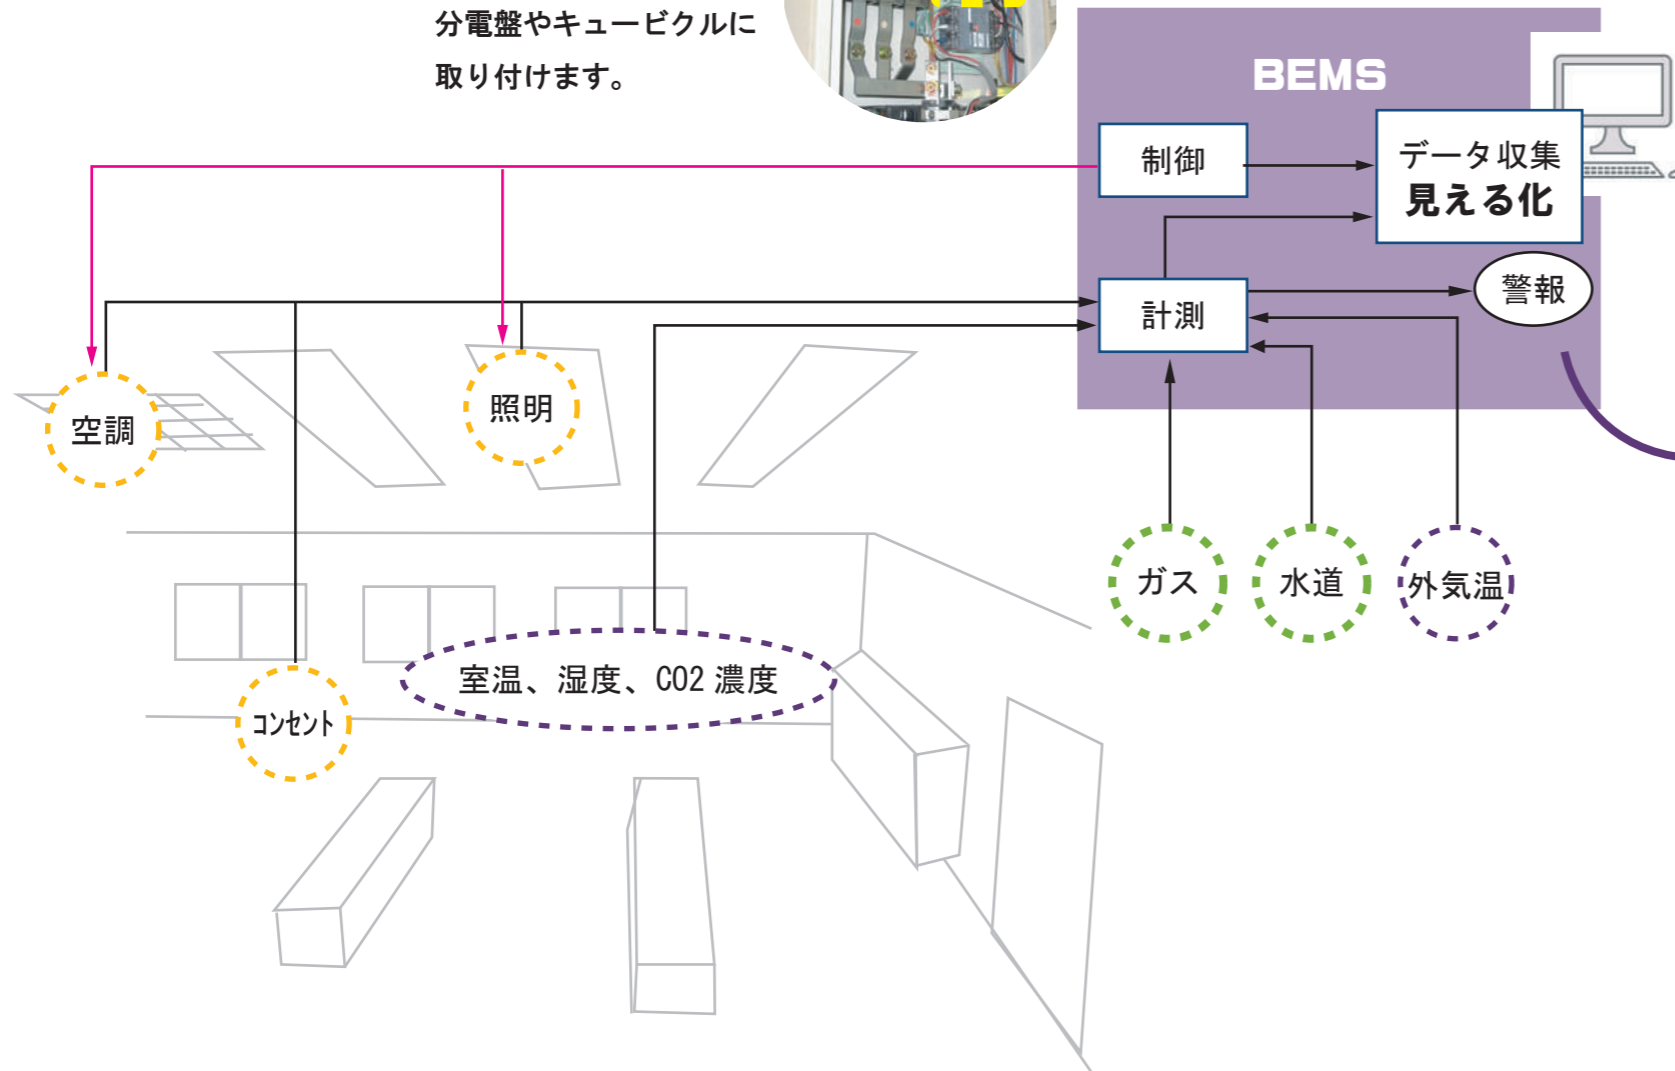 分電盤やキュービクルに
取り付けます。
BEMS
制御
データ収集
見える化
計測
警報
空調
照明
ガス
水道
外気温
室温、湿度、CO2 濃度
コンセント